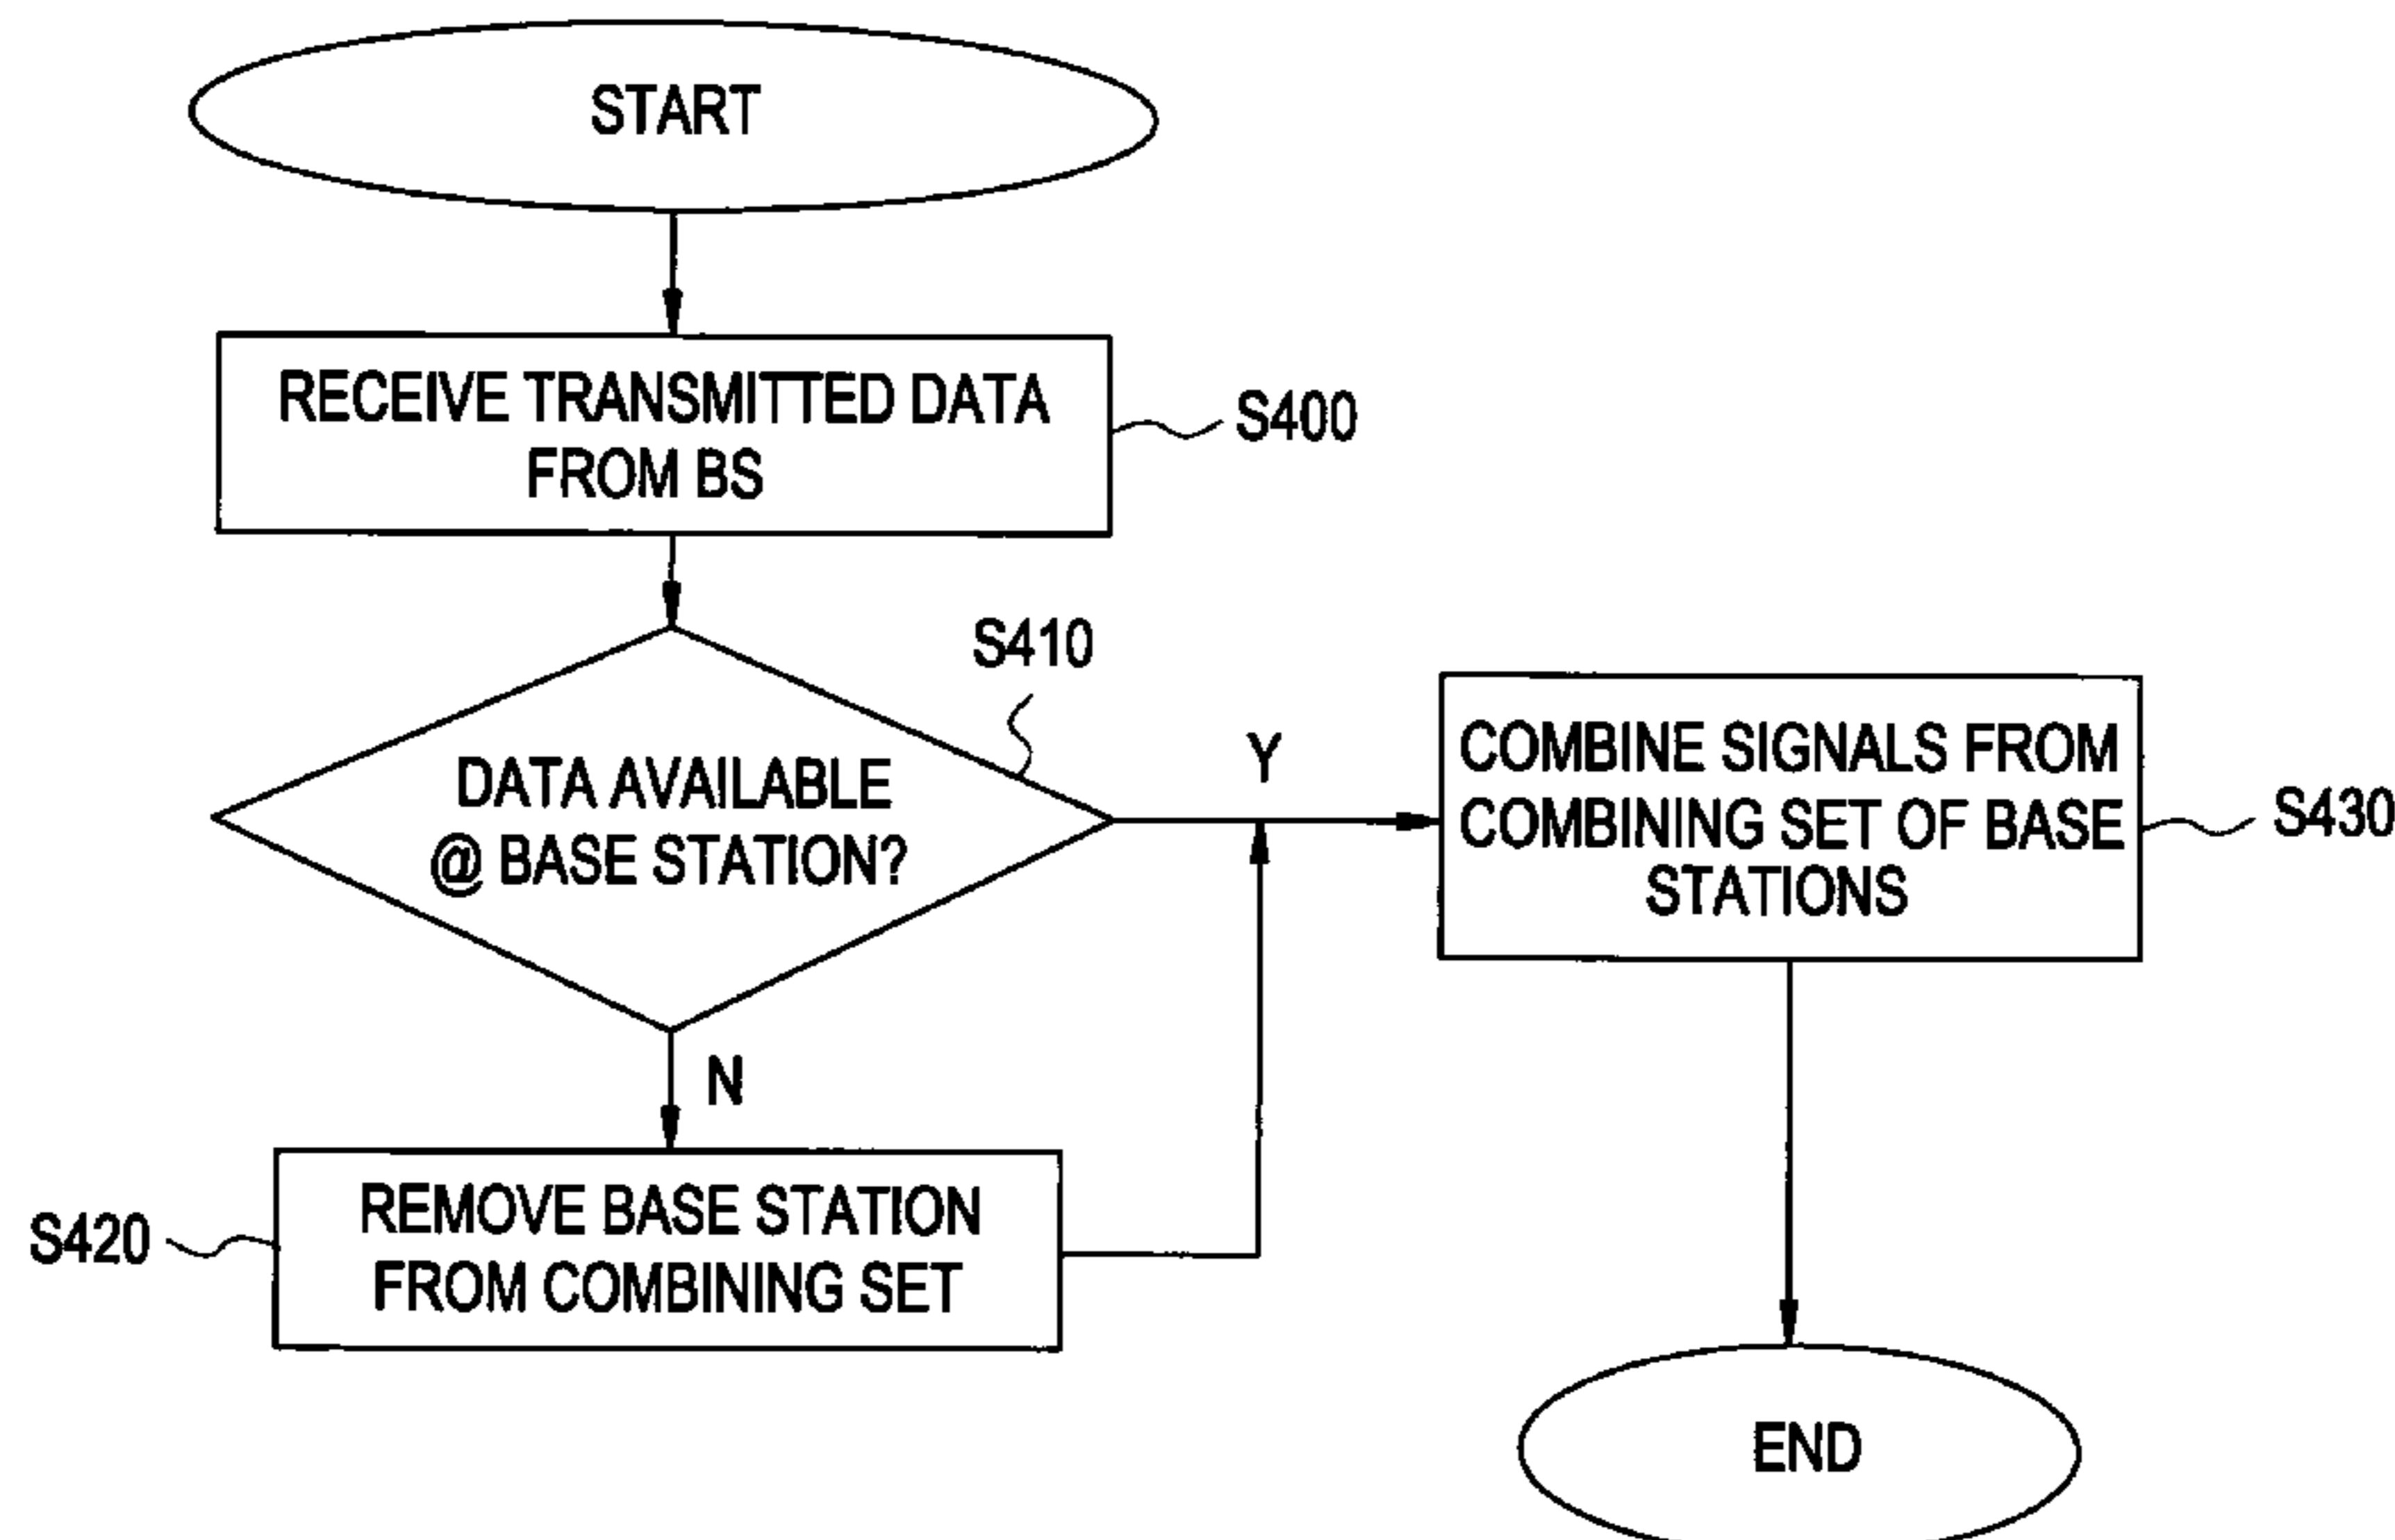 START
RECEIVE TRANSMITTED DATA
FROM BS
S400
S410
DATA AVAILABLE
@ BASE STATION?
Y
COMBINE SIGNALS FROM
COMBINING SET OF BASE
STATIONS
S430
N
S420
REMOVE BASE STATION
FROM COMBINING SET
END